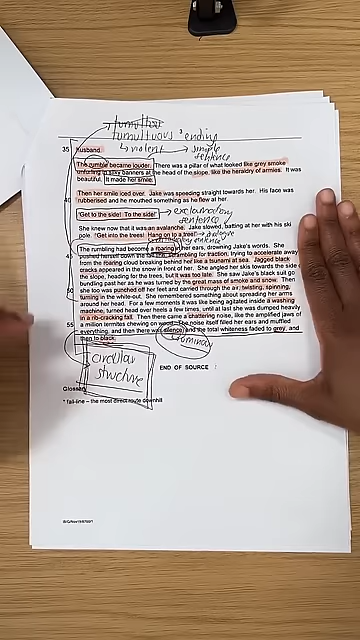 tumultuous ending
violent → simple sentence
35 husband.
The rumble became louder. There was a pillar of what looked like grey smoke
unfurling in silky banners at the head of the slope, like the heraldry of armies. It was
beautiful. It made her smile.
Then her smile iced over. Jake was speeding straight towards her. His face was
40 rubberised and he mouthed something as he flew at her.
'Get to the side! To the side!' → exclamatory sentence
She knew now that it was an avalanche. Jake slowed, batting at her with his ski
pole. 'Get into the trees! Hang on to a tree!'
The rumbling had become a roaring in her ears, drowning Jake's words. She
45 pushed herself down the fall line, scrambling for traction, trying to accelerate away
from the roaring cloud breaking behind her like a tsunami at sea. Jagged black
cracks appeared in the snow in front of her. She angled her skis towards the side
the slope, heading for the trees, but it was too late. She saw Jake's black suit go
bundling past her as he was turned by the great mass of smoke and snow. Then
50 she too was punched off her feet and carried through the air, twisting, spinning,
turning in the white-out. She remembered something about spreading her arms
around her head. For a few moments it was like being agitated inside a washing
machine, turned head over heels a few times, until at last she was dumped heavily
in a rib-cracking fall. Then there came a chattering noise, like the amplified jaws of
55 a million termites chewing on wood. The noise itself filled her ears and muffled
everything, and then there was silence, and the total whiteness faded to grey, and
then to black.
circular structure
END OF SOURCE
Glossary
* fall-line – the most direct route downhill